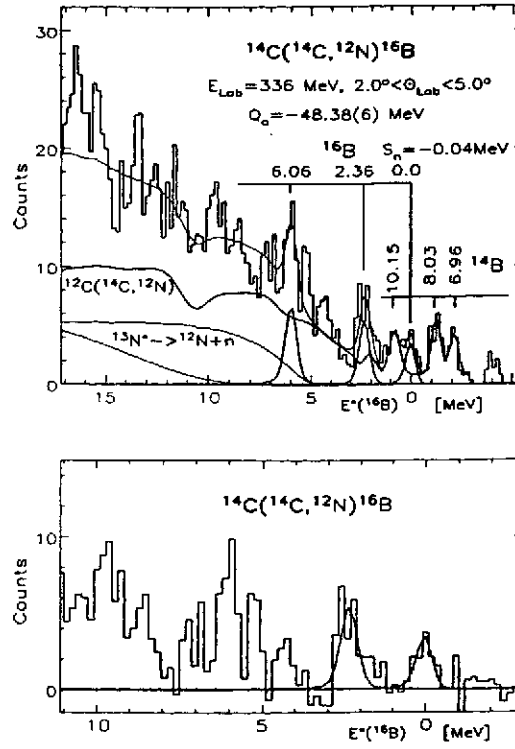 30
20
10
0
Counts
¹⁴C(¹⁴C,¹²N)¹⁶B
E_Lab=336 MeV, 2.0°<Θ_Lab<5.0°
Q_o=−48.38(6) MeV
¹⁶B S_n=−0.04MeV
6.06 2.36 0.0
10.15 8.03 6.96 ¹⁴B
¹²C(¹⁴C,¹²N)
¹³N*−>¹²N+n
15 10 5 0
E*(¹⁶B) [MeV]
¹⁴C(¹⁴C,¹²N)¹⁶B
10
0
Counts
10 5 0
E*(¹⁶B) [MeV]